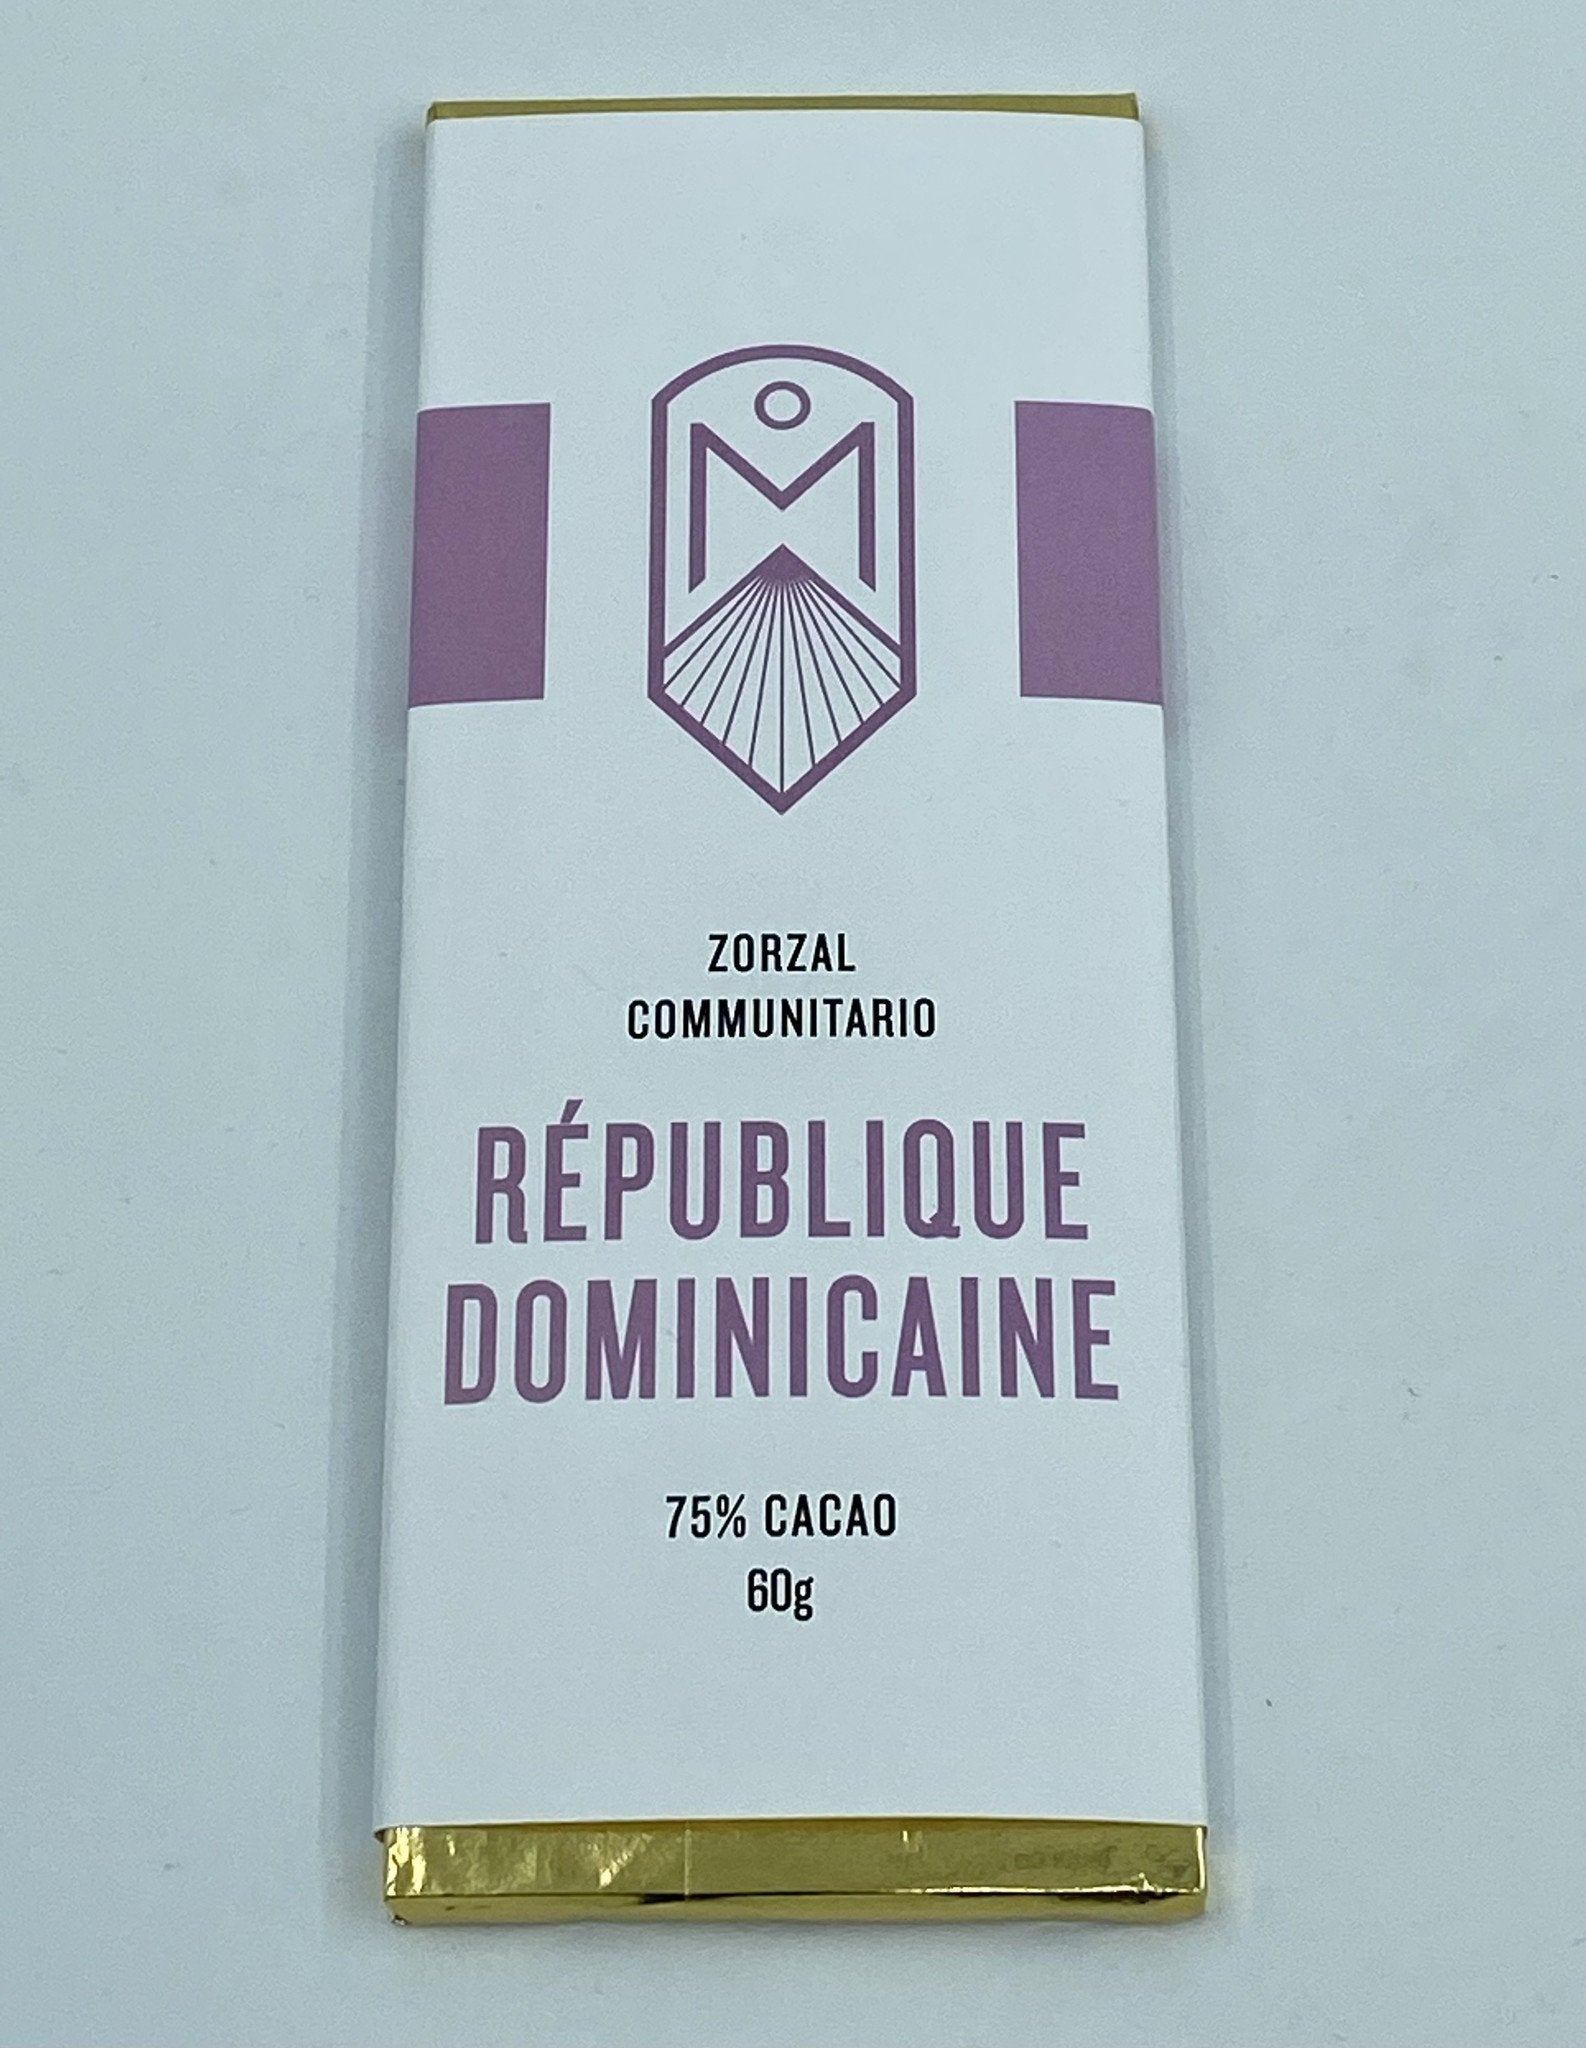 M
ZORZAL
COMMUNITARIO
RÉPUBLIQUE
DOMINICAINE
75% CACAO
60g